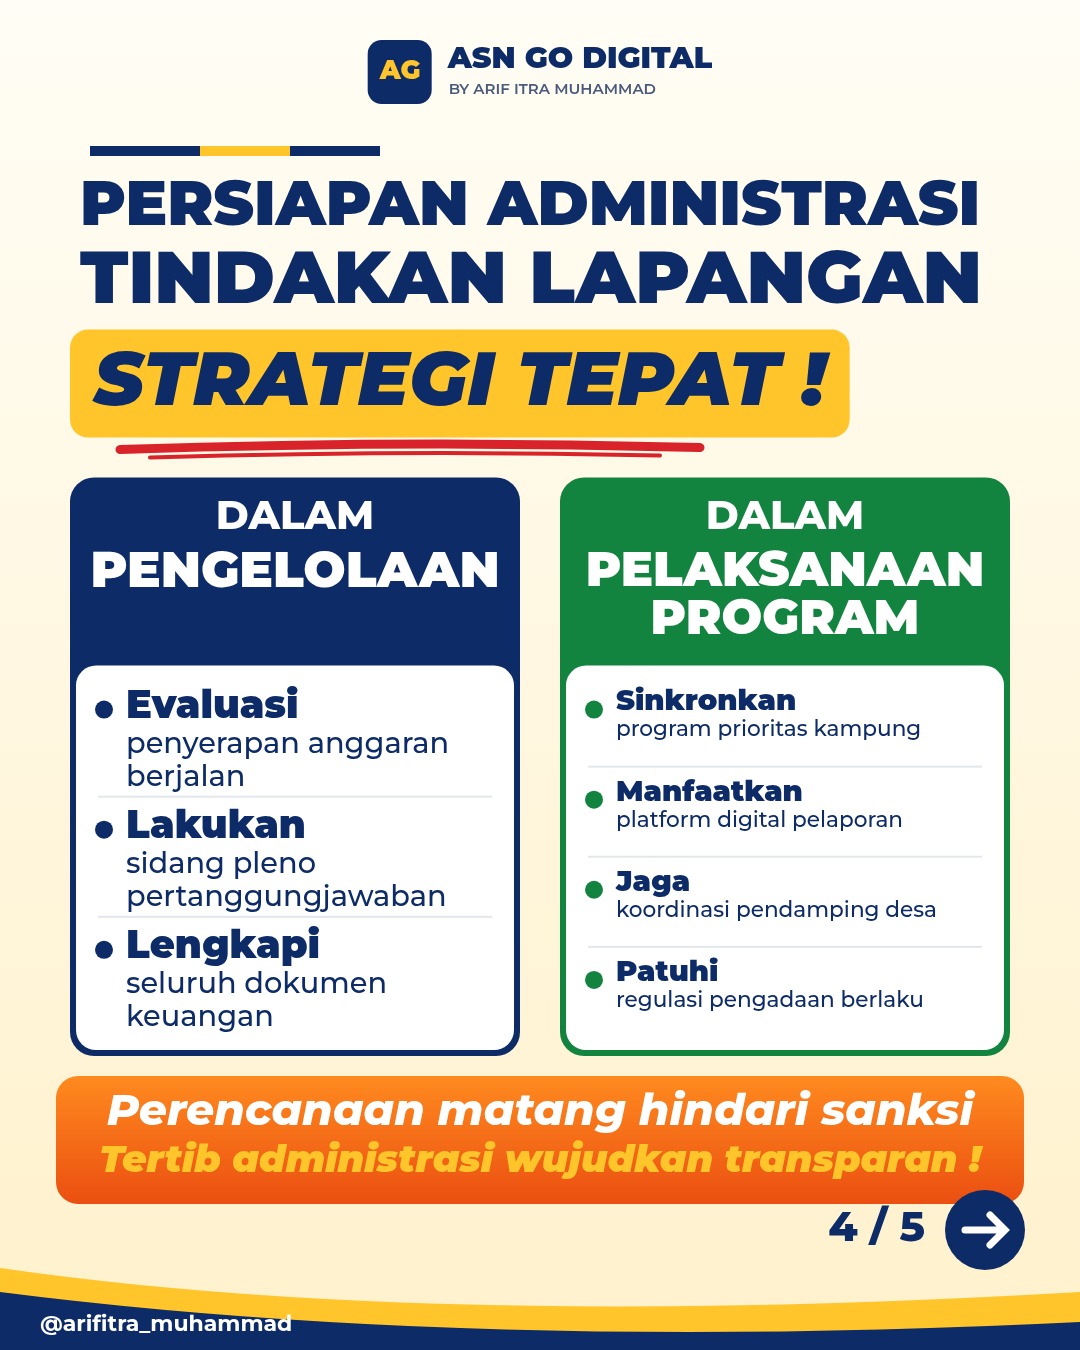 AG
ASN GO DIGITAL
BY ARIF ITRA MUHAMMAD
PERSIAPAN ADMINISTRASI
TINDAKAN LAPANGAN
STRATEGI TEPAT !
DALAM
PENGELOLAAN
Evaluasi
penyerapan anggaran
berjalan
Lakukan
sidang pleno
pertanggungjawaban
Lengkapi
seluruh dokumen
keuangan
DALAM
PELAKSANAAN
PROGRAM
Sinkronkan
program prioritas kampung
Manfaatkan
platform digital pelaporan
Jaga
koordinasi pendamping desa
Patuhi
regulasi pengadaan berlaku
Perencanaan matang hindari sanksi
Tertib administrasi wujudkan transparan !
4 / 5
@arifitra_muhammad